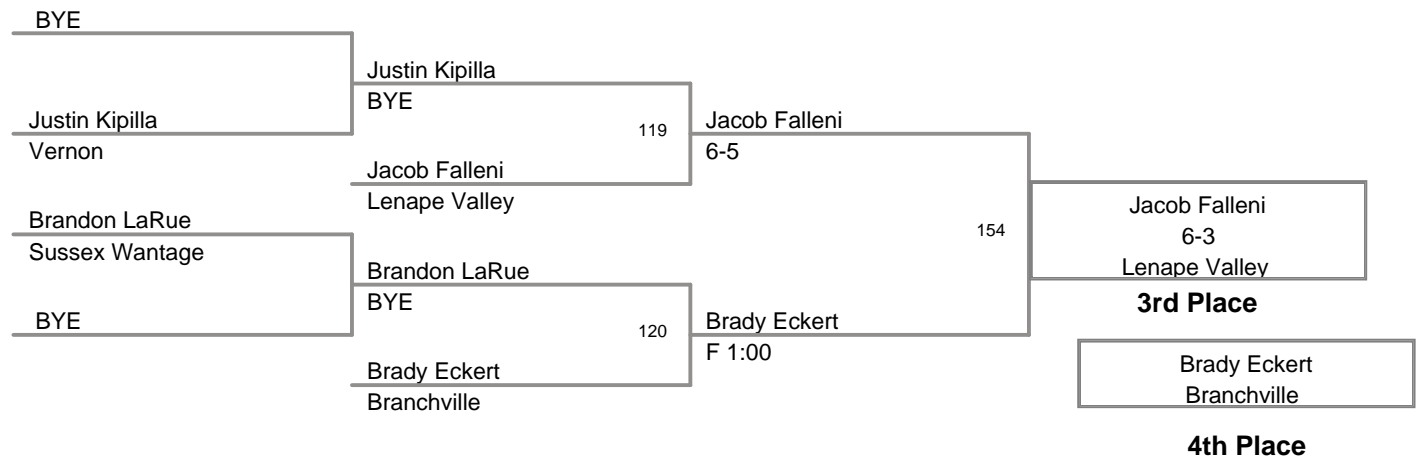 BYE
Justin Kipilla
BYE
Justin Kipilla
Vernon
119
Jacob Falleni
6-5
Jacob Falleni
Lenape Valley
Jacob Falleni
6-3
Lenape Valley
3rd Place
154
Brandon LaRue
Sussex Wantage
Brandon LaRue
BYE
BYE
120
Brady Eckert
F 1:00
Brady Eckert
Branchville
Brady Eckert
Branchville
4th Place